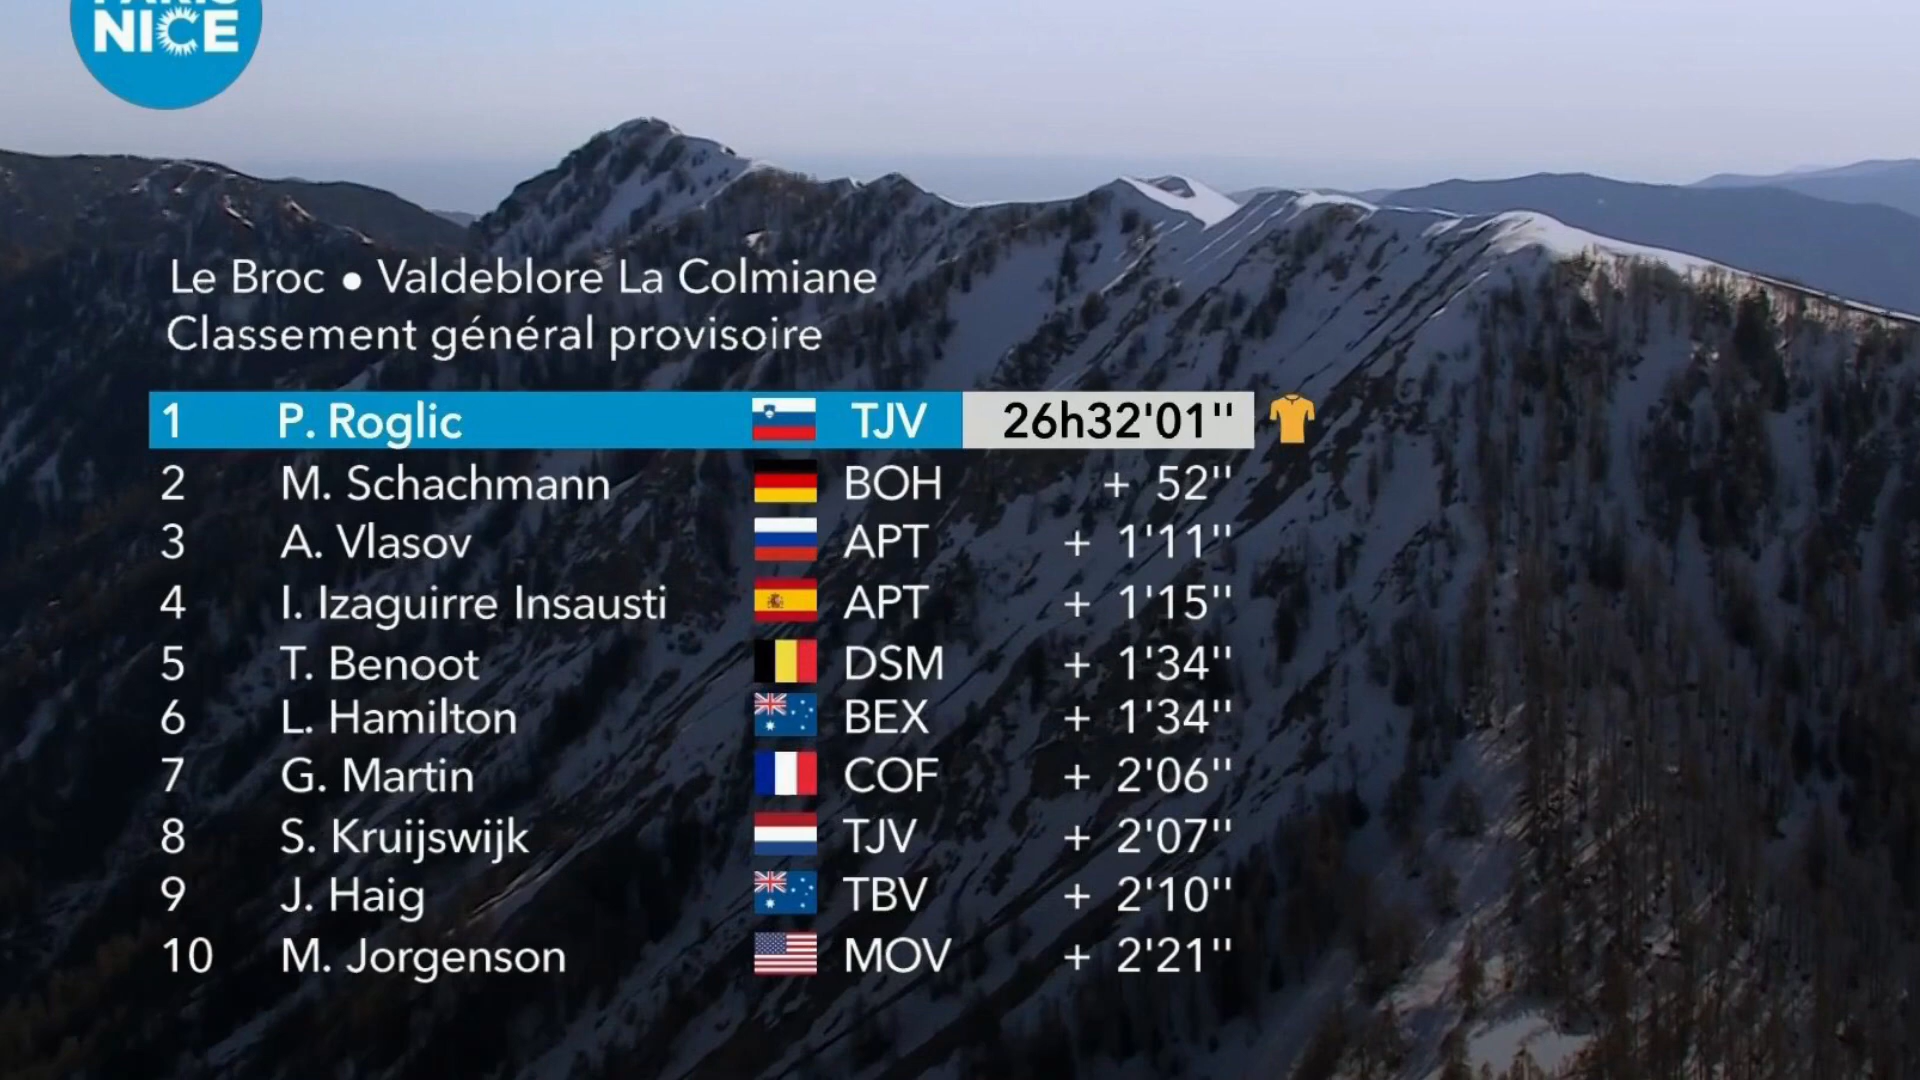 NICE
Le Broc • Valdeblore La Colmiane
Classement général provisoire
1 P. Roglic TJV 26h32'01''
2 M. Schachmann BOH + 52''
3 A. Vlasov APT + 1'11''
4 I. Izaguirre Insausti APT + 1'15''
5 T. Benoot DSM + 1'34''
6 L. Hamilton BEX + 1'34''
7 G. Martin COF + 2'06''
8 S. Kruijswijk TJV + 2'07''
9 J. Haig TBV + 2'10''
10 M. Jorgenson MOV + 2'21''